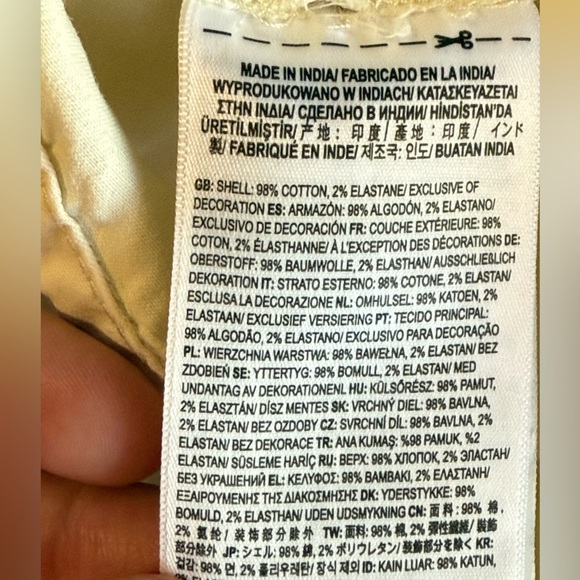 MADE IN INDIA/ FABRICADO EN LA INDIA/
WYPRODUKOWANO W INDIACH/ ΚΑΤΑΣΚΕΥΑΖΕΤΑΙ
ΣΤΗΝ ΙΝΔΙΑ/ СДЕЛАНО В ИНДИИ/ HİNDİSTAN'DA
ÜRETİLMİŞTİR/ 产地：印度/ 產地：印度/ インド
製/ FABRIQUÉ EN INDE/ 제조국: 인도/ BUATAN INDIA
GB: SHELL: 98% COTTON, 2% ELASTANE/ EXCLUSIVE OF
DECORATION ES: ARMAZÓN: 98% ALGODÓN, 2% ELASTANO/
EXCLUSIVO DE DECORACIÓN FR: COUCHE EXTÉRIEURE: 98%
COTON, 2% ÉLASTHANNE/ À L'EXCEPTION DES DÉCORATIONS DE:
OBERSTOFF: 98% BAUMWOLLE, 2% ELASTHAN/ AUSSCHLIEßLICH
DEKORATION IT: STRATO ESTERNO: 98% COTONE, 2% ELASTAN/
ESCLUSA LA DECORAZIONE NL: OMHULSEL: 98% KATOEN, 2%
ELASTAAN/ EXCLUSIEF VERSIERING PT: TECIDO PRINCIPAL:
98% ALGODÃO, 2% ELASTANO/ EXCLUSIVO PARA DECORAÇÃO
PL: WIERZCHNIA WARSTWA: 98% BAWEŁNA, 2% ELASTAN/ BEZ
ZDOBIEŃ SE: YTTERTYG: 98% BOMULL, 2% ELASTAN/ MED
UNDANTAG AV DEKORATIONENL HU: KÜLSŐRÉSZ: 98% PAMUT,
2% ELASZTÁN/ DÍSZ MENTES SK: VRCHNÝ DIEL: 98% BAVLNA,
2% ELASTAN/ BEZ OZDOBY CZ: SVRCHNÍ DÍL: 98% BAVLNA, 2%
ELASTAN/ BEZ DEKORACE TR: ANA KUMAŞ: %98 PAMUK, %2
ELASTAN/ SÜSLEME HARİÇ RU: ВЕРХ: 98% ХЛОПОК, 2% ЭЛАСТАН/
БЕЗ УКРАШЕНИЙ EL: ΚΕΛΥΦΟΣ: 98% ΒΑΜΒΑΚΙ, 2% ΕΛΑΣΤΑΝΗ/
ΕΞΑΙΡΟΥΜΕΝΗΣ ΤΗΣ ΔΙΑΚΟΣΜΗΣΗΣ DK: YDERSTYKKE: 98%
BOMULD, 2% ELASTHAN/ UDEN UDSMYKNING CN: 面料: 98% 棉,
2% 氨纶/ 装饰部分除外 TW: 面料: 98% 棉, 2% 彈性纖維/ 裝飾
部分除外 JP: シェル: 98% 綿, 2% ポリウレタン/ 装飾部分を除く KR:
겉감: 98% 면, 2% 폴리우레탄/ 장식 제외 ID: KAIN LUAR: 98% KATUN,